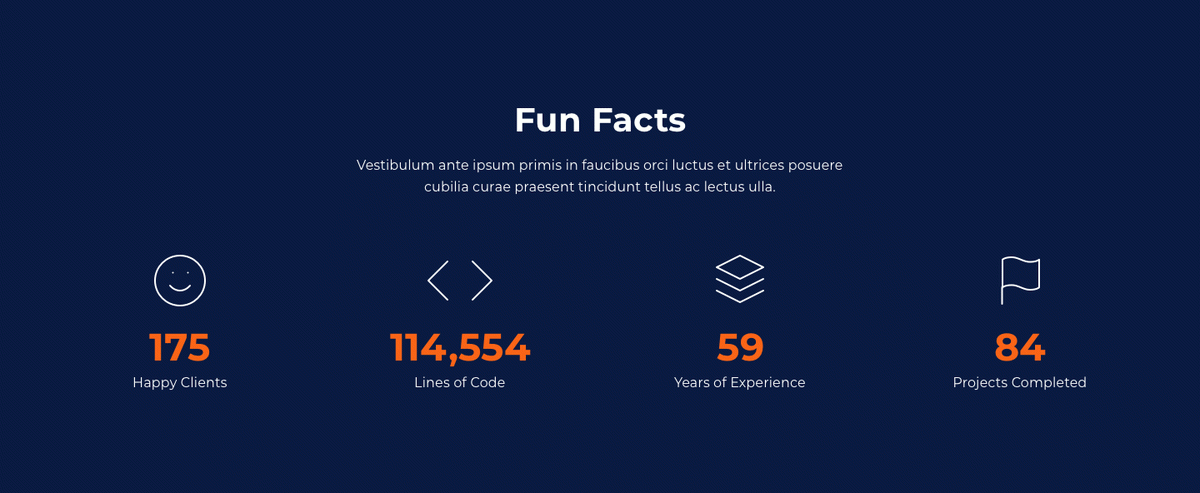 Fun Facts
Vestibulum ante ipsum primis in faucibus orci luctus et ultrices posuere
cubilia curae praesent tincidunt tellus ac lectus ulla.
175
Happy Clients
114,554
Lines of Code
59
Years of Experience
84
Projects Completed